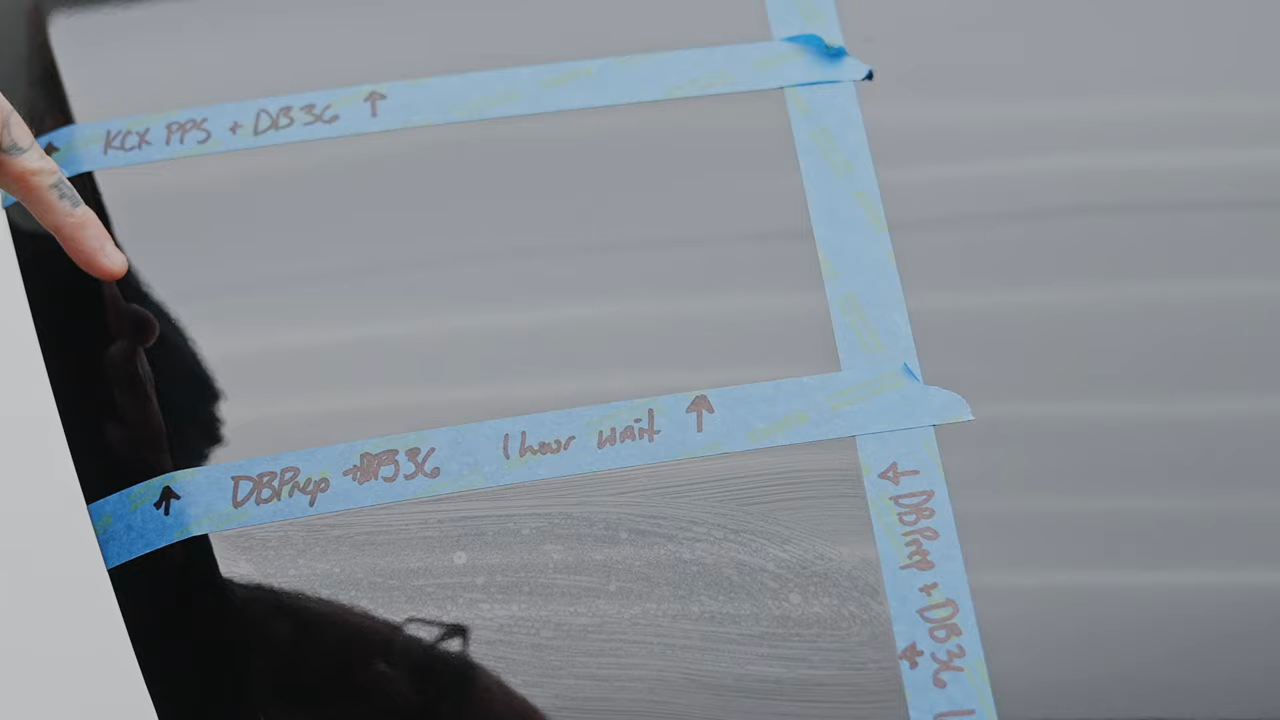 KCX PPS + DB36 ↑
↑ DBPrep + DB36 1 hour wait ↑
↑ DBPrep + DB36